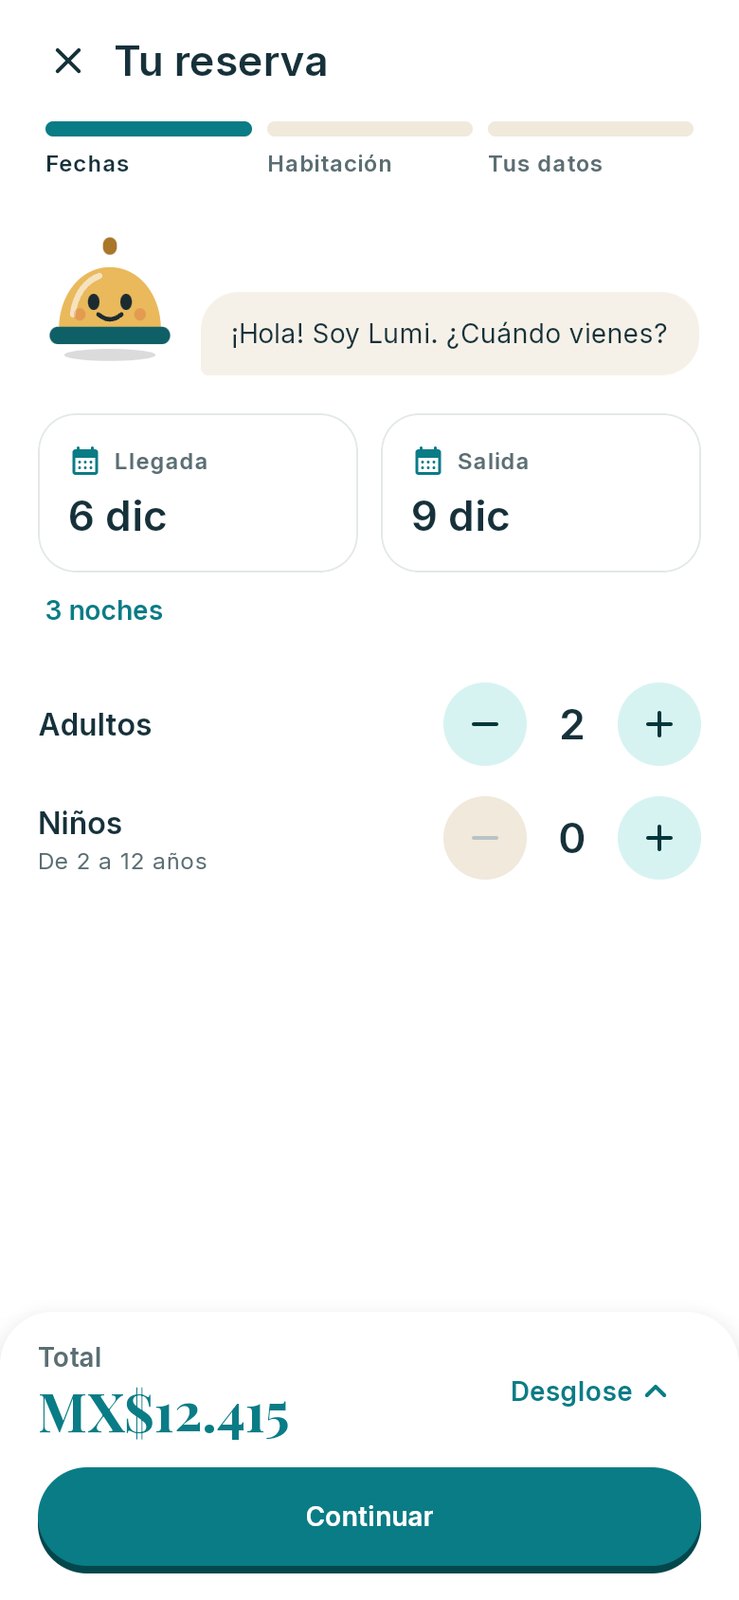 Tu reserva
Fechas
Habitación
Tus datos
¡Hola! Soy Lumi. ¿Cuándo vienes?
Llegada
6 dic
Salida
9 dic
3 noches
Adultos
2
Niños
De 2 a 12 años
0
Total
MX$12.415
Desglose
Continuar